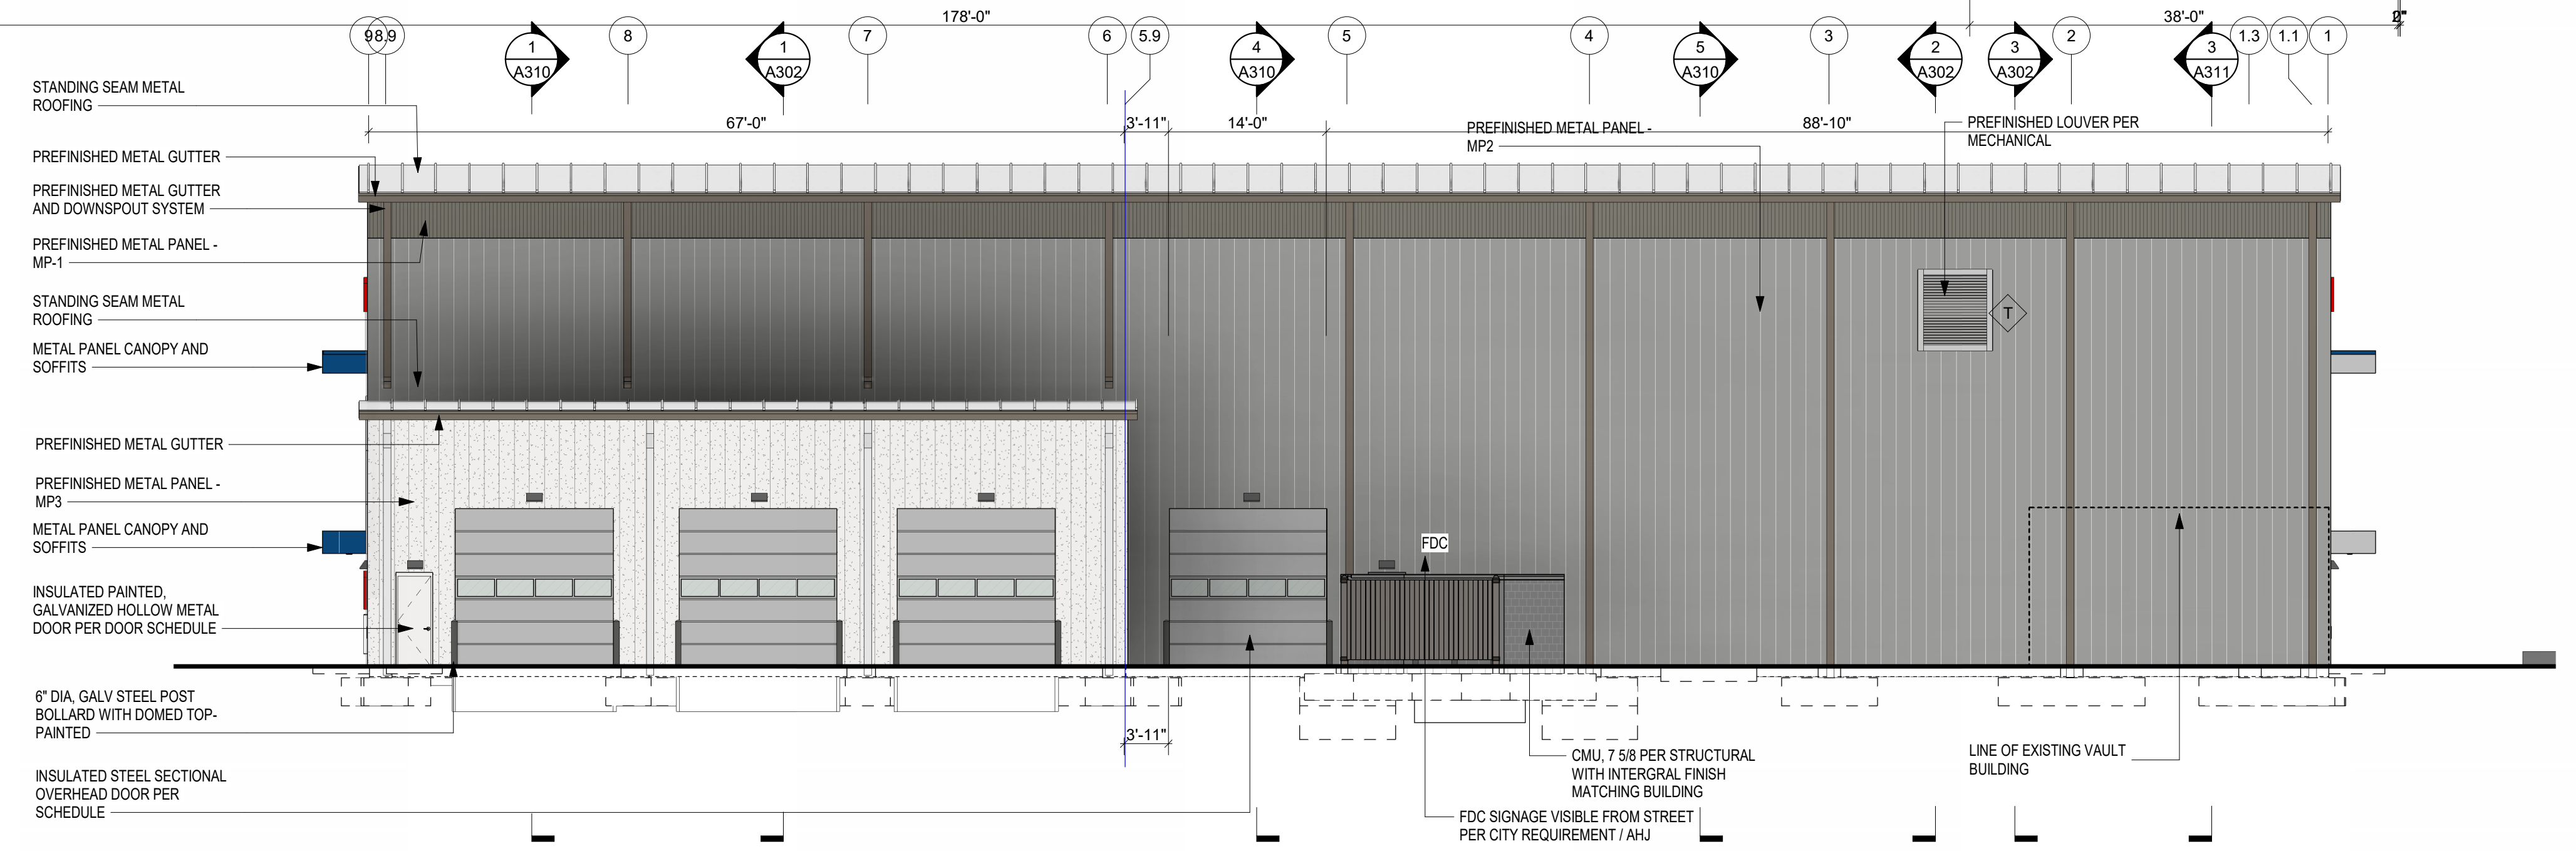 178'-0"
38'-0"
9
8.9
8
7
6
5.9
5
4
3
2
1.3
1.1
1
1
A310
1
A302
4
A310
5
A310
2
A302
3
A302
3
A311
67'-0"
3'-11"
14'-0"
88'-10"
STANDING SEAM METAL
ROOFING
PREFINISHED METAL GUTTER
PREFINISHED METAL GUTTER
AND DOWNSPOUT SYSTEM
PREFINISHED METAL PANEL -
MP-1
STANDING SEAM METAL
ROOFING
METAL PANEL CANOPY AND
SOFFITS
PREFINISHED METAL GUTTER
PREFINISHED METAL PANEL -
MP3
METAL PANEL CANOPY AND
SOFFITS
INSULATED PAINTED,
GALVANIZED HOLLOW METAL
DOOR PER DOOR SCHEDULE
6" DIA, GALV STEEL POST
BOLLARD WITH DOMED TOP-
PAINTED
INSULATED STEEL SECTIONAL
OVERHEAD DOOR PER
SCHEDULE
PREFINISHED METAL PANEL -
MP2
PREFINISHED LOUVER PER
MECHANICAL
T
FDC
3'-11"
CMU, 7 5/8 PER STRUCTURAL
WITH INTERGRAL FINISH
MATCHING BUILDING
FDC SIGNAGE VISIBLE FROM STREET
PER CITY REQUIREMENT / AHJ
LINE OF EXISTING VAULT
BUILDING